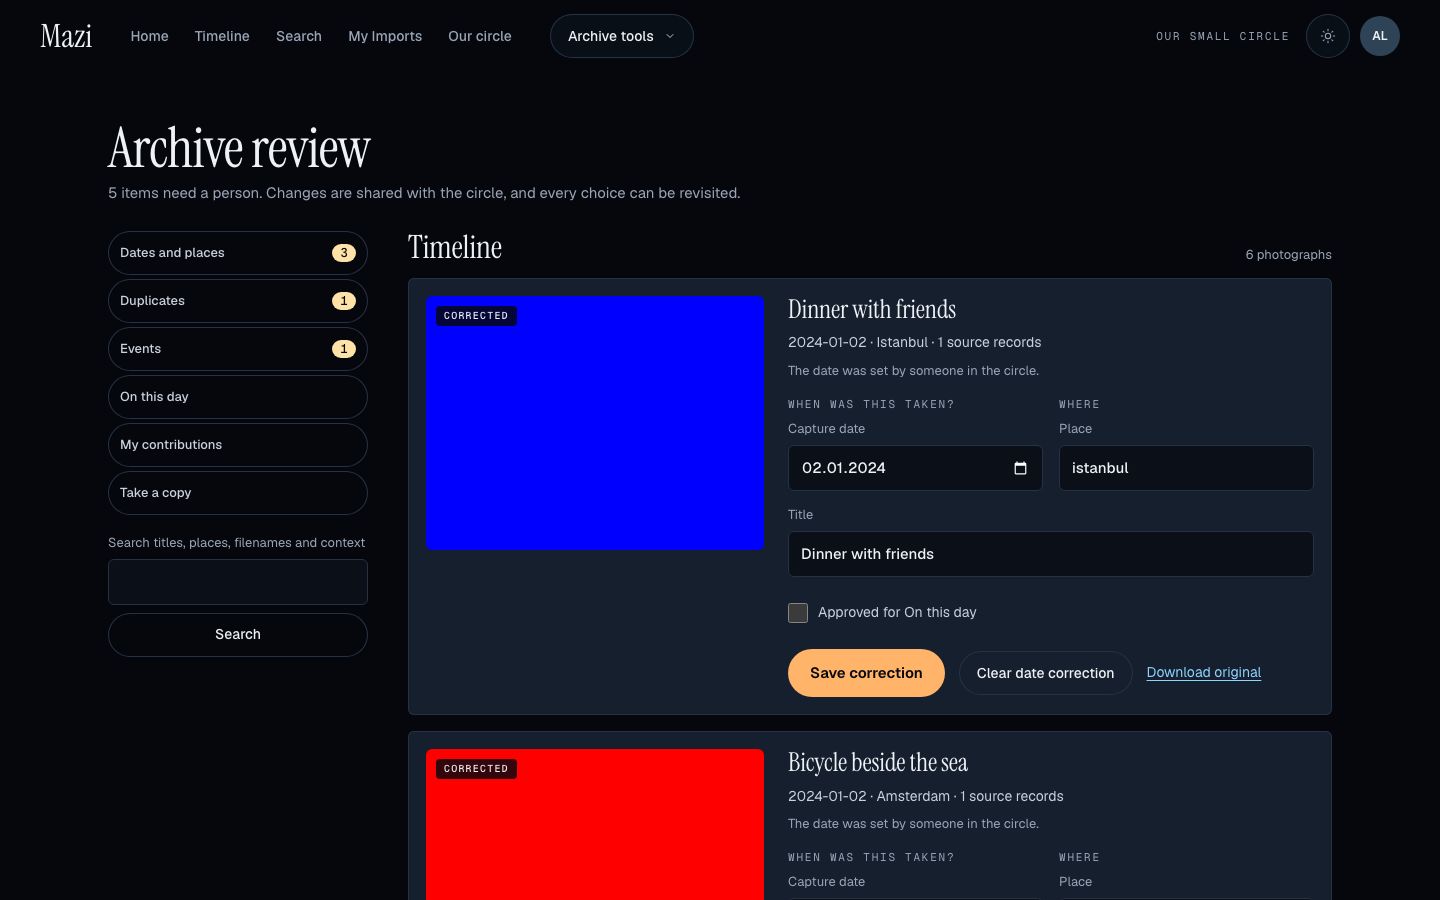 Mazi
Home
Timeline
Search
My Imports
Our circle
Archive tools
OUR SMALL CIRCLE
AL
Archive review
5 items need a person. Changes are shared with the circle, and every choice can be revisited.
Dates and places 3
Duplicates 1
Events 1
On this day
My contributions
Take a copy
Search titles, places, filenames and context
Search
Timeline
6 photographs
CORRECTED
Dinner with friends
2024-01-02 · Istanbul · 1 source records
The date was set by someone in the circle.
WHEN WAS THIS TAKEN?
WHERE
Capture date
Place
02.01.2024
istanbul
Title
Dinner with friends
Approved for On this day
Save correction
Clear date correction
Download original
CORRECTED
Bicycle beside the sea
2024-01-02 · Amsterdam · 1 source records
The date was set by someone in the circle.
WHEN WAS THIS TAKEN?
WHERE
Capture date
Place